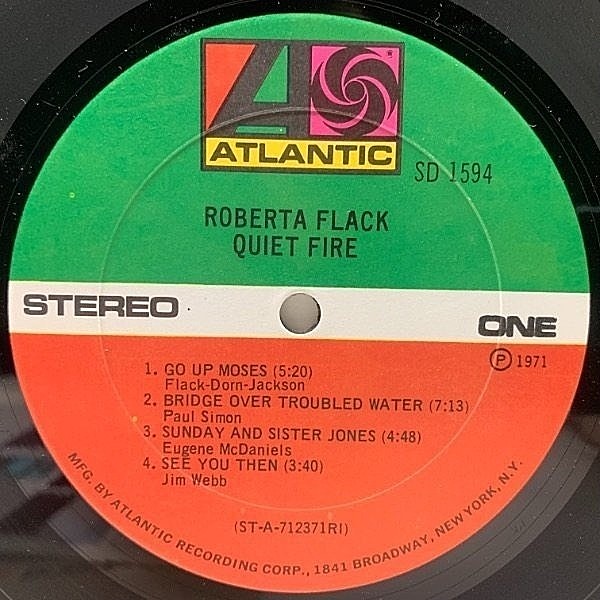 ATLANTIC
SD 1594
ROBERTA FLACK
QUIET FIRE
STEREO
ONE
Ⓟ 1971
1. GO UP MOSES (5:20)
Flack-Dorn-Jackson
2. BRIDGE OVER TROUBLED WATER (7:13)
Paul Simon
3. SUNDAY AND SISTER JONES (4:48)
Eugene McDaniels
4. SEE YOU THEN (3:40)
Jim Webb
(ST-A-712371RI)
MFG. BY ATLANTIC RECORDING CORP., 1841 BROADWAY, NEW YORK, N.Y.